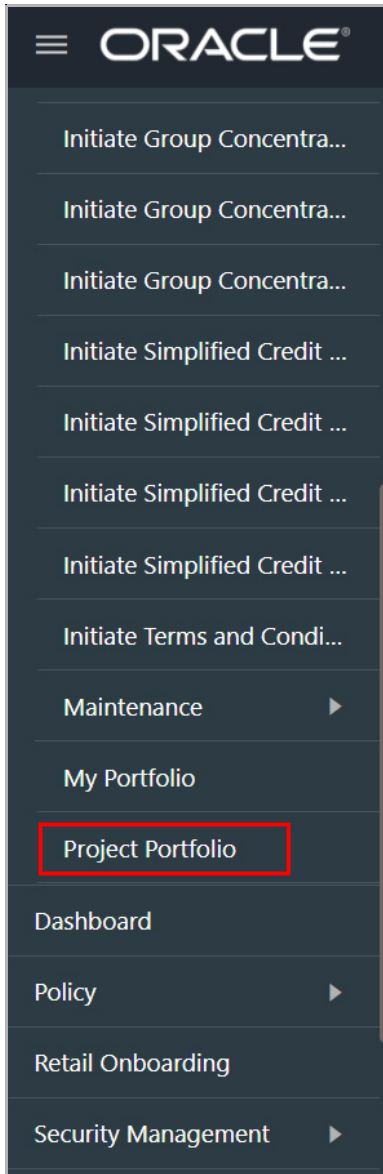 ORACLE®
Initiate Group Concentra...
Initiate Group Concentra...
Initiate Group Concentra...
Initiate Simplified Credit ...
Initiate Simplified Credit ...
Initiate Simplified Credit ...
Initiate Simplified Credit ...
Initiate Terms and Condi...
Maintenance
My Portfolio
Project Portfolio
Dashboard
Policy
Retail Onboarding
Security Management